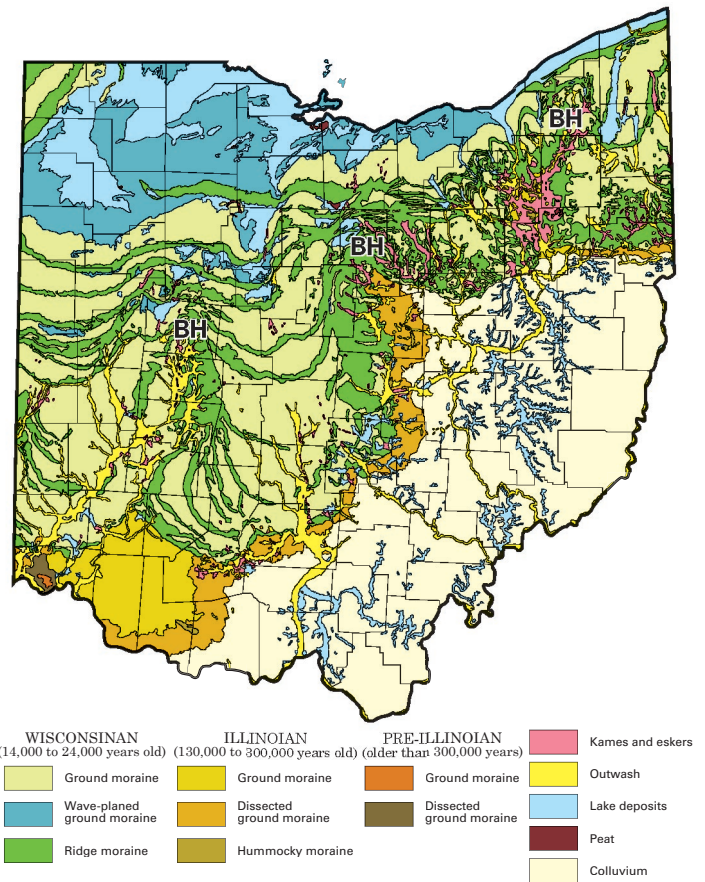 BH
BH
BH
WISCONSINAN
(14,000 to 24,000 years old)
Ground moraine
Wave-planed
ground moraine
Ridge moraine
ILLINOIAN
(130,000 to 300,000 years old)
Ground moraine
Dissected
ground moraine
Hummocky moraine
PRE-ILLINOIAN
(older than 300,000 years)
Ground moraine
Dissected
ground moraine
Kames and eskers
Outwash
Lake deposits
Peat
Colluvium